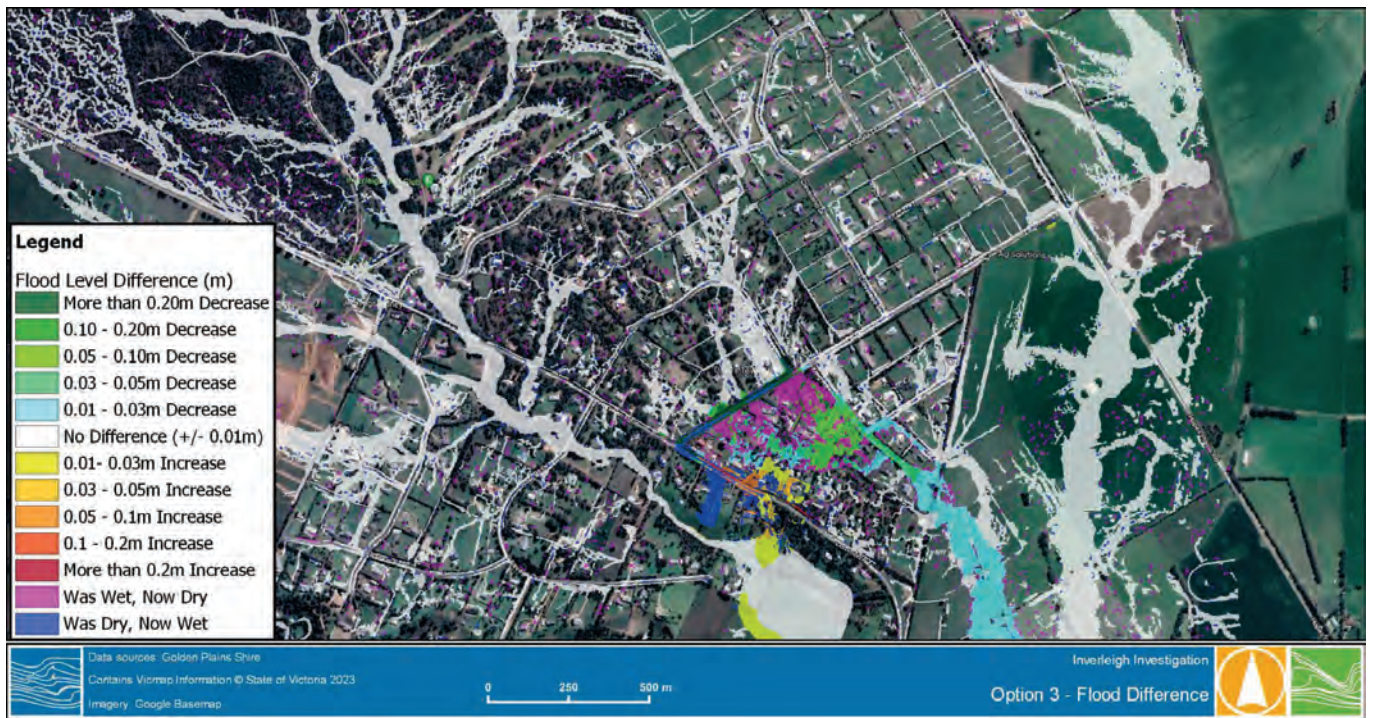 Legend
Flood Level Difference (m)
More than 0.20m Decrease
0.10 - 0.20m Decrease
0.05 - 0.10m Decrease
0.03 - 0.05m Decrease
0.01 - 0.03m Decrease
No Difference (+/- 0.01m)
0.01- 0.03m Increase
0.03 - 0.05m Increase
0.05 - 0.1m Increase
0.1 - 0.2m Increase
More than 0.2m Increase
Was Wet, Now Dry
Was Dry, Now Wet
Ag Solutions
Data sources: Golden Plains Shire
Contains Vicmap Information © State of Victoria 2023
Imagery: Google Basemap
0 250 500 m
Inverleigh Investigation
Option 3 - Flood Difference